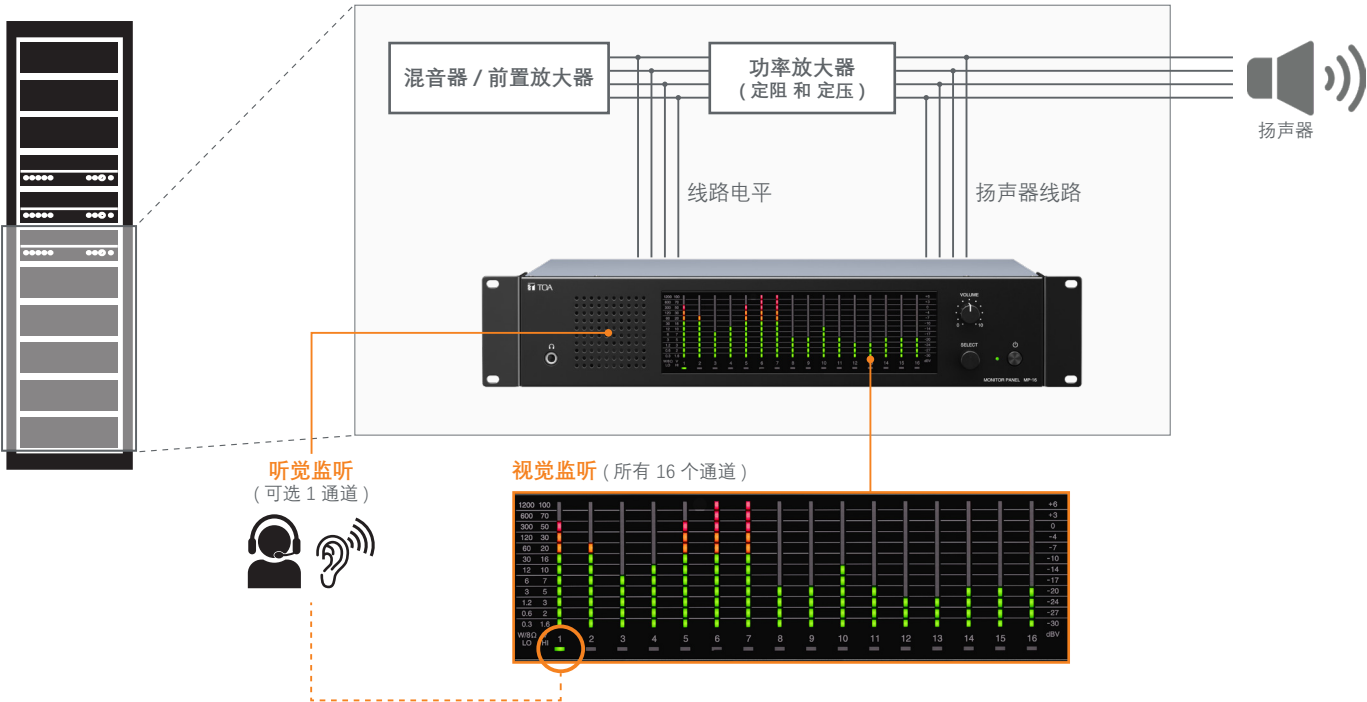 混音器 / 前置放大器
功率放大器
( 定阻 和 定压 )
扬声器
线路电平
扬声器线路
TOA
VOLUME
0 10
SELECT
MONITOR PANEL MP-16
听觉监听
( 可选 1 通道 )
视觉监听 ( 所有 16 个通道 )
1200 100 +6
600 70 +3
300 50 0
120 30 -4
60 20 -7
30 16 -10
12 10 -14
6 7 -17
3 5 -20
1.2 3 -24
0.6 2 -27
0.3 1.6 -30
W/8Ω 1 2 3 4 5 6 7 8 9 10 11 12 13 14 15 16 dBV
LO HI